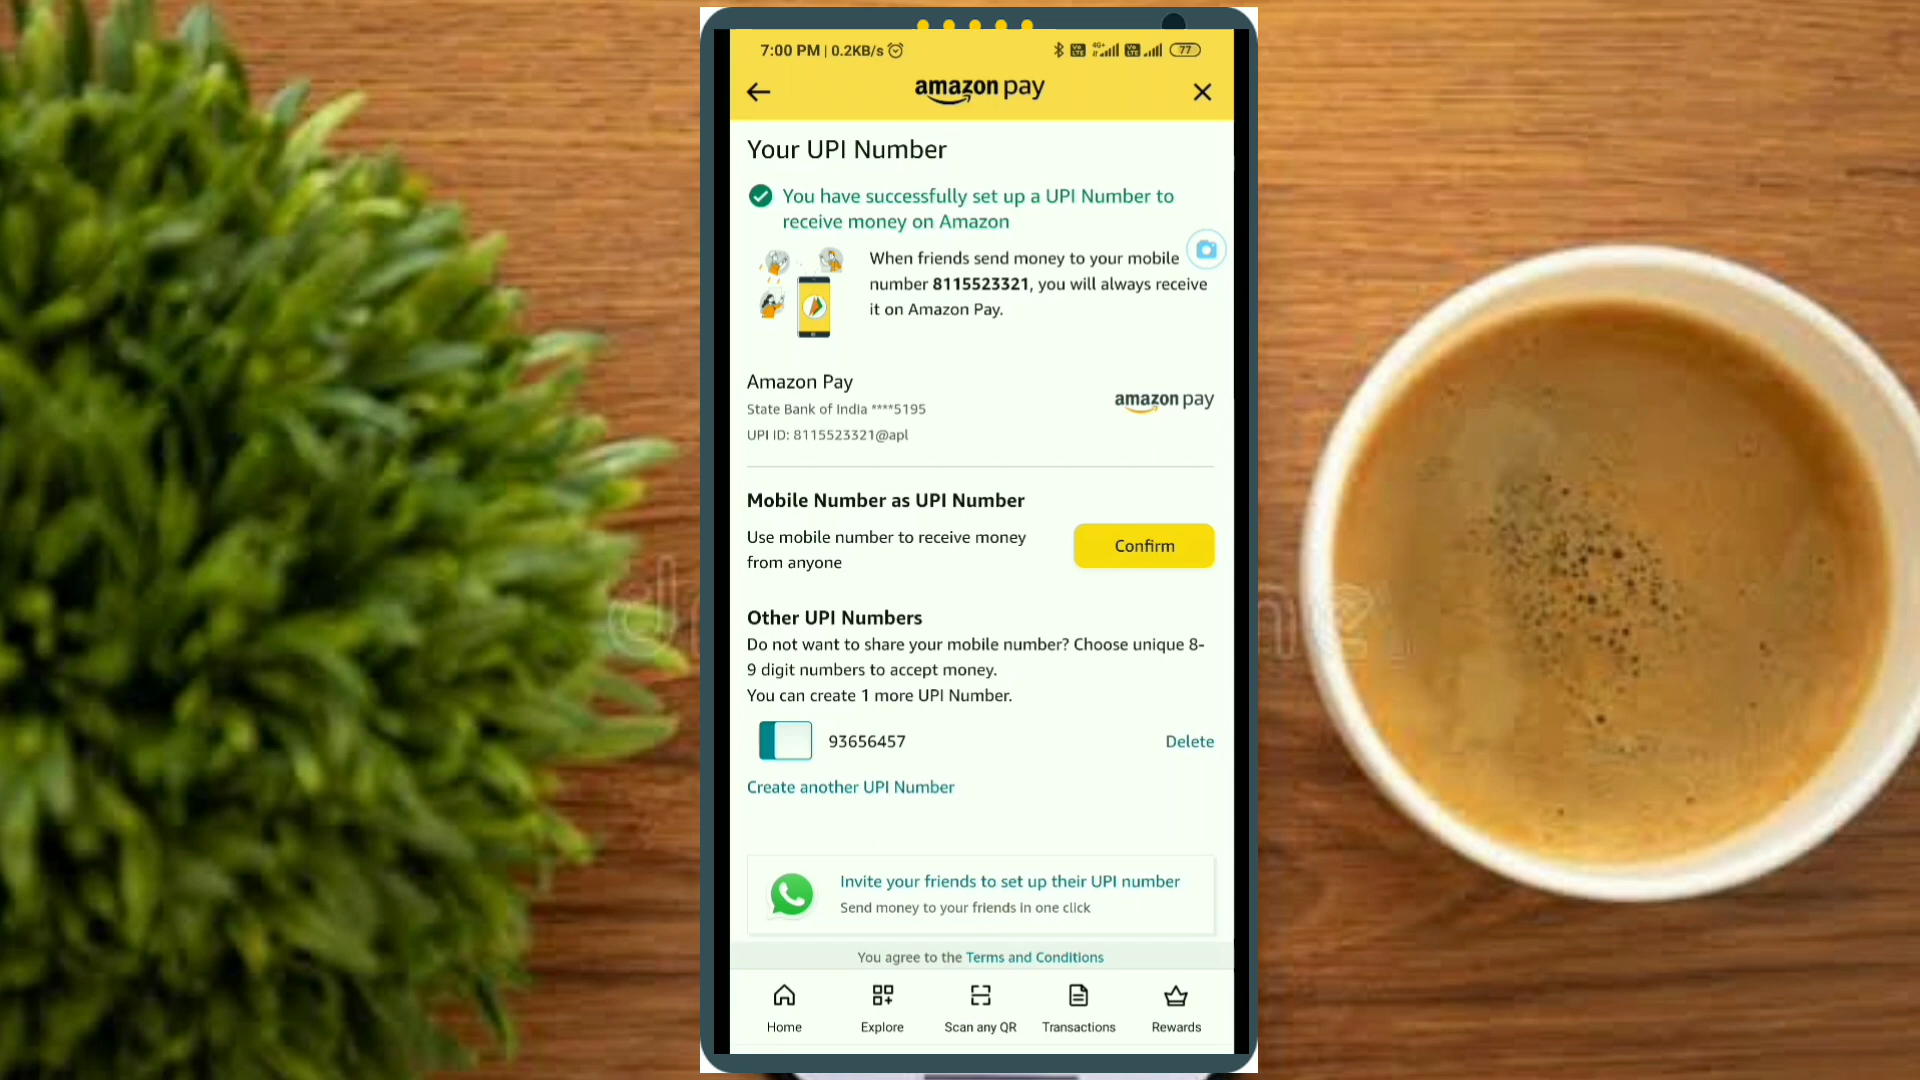 7:00 PM | 0.2KB/s
77
amazon pay
Your UPI Number
You have successfully set up a UPI Number to
receive money on Amazon
When friends send money to your mobile
number 8115523321, you will always receive
it on Amazon Pay.
Amazon Pay
amazon pay
State Bank of India ****5195
UPI ID: 8115523321@apl
Mobile Number as UPI Number
Use mobile number to receive money
from anyone
Confirm
Other UPI Numbers
Do not want to share your mobile number? Choose unique 8-
9 digit numbers to accept money.
You can create 1 more UPI Number.
93656457
Delete
Create another UPI Number
Invite your friends to set up their UPI number
Send money to your friends in one click
You agree to the Terms and Conditions
Home
Explore
Scan any QR
Transactions
Rewards